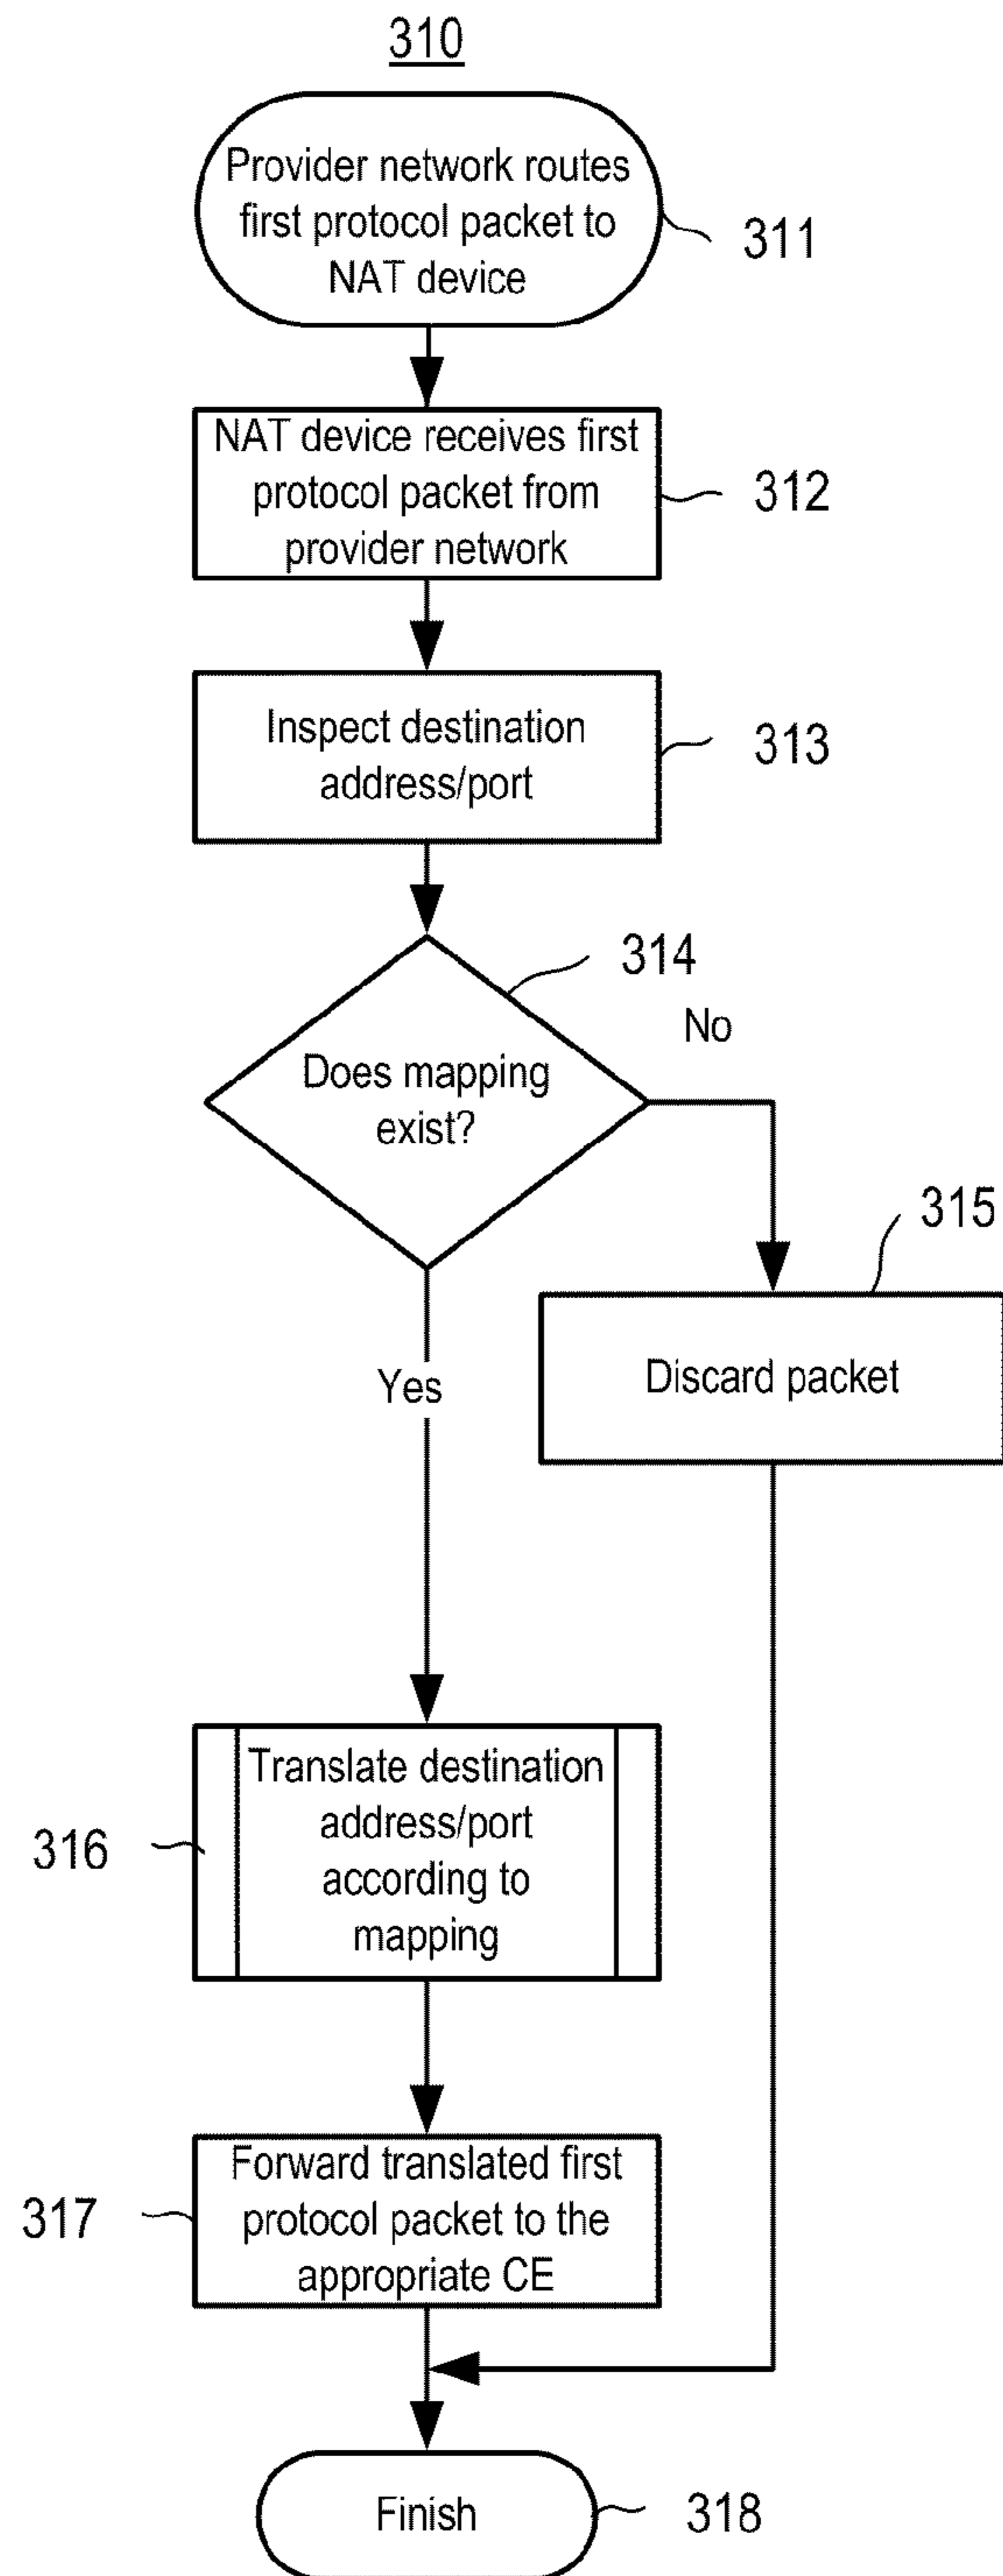 310
Provider network routes
first protocol packet to
NAT device
311
NAT device receives first
protocol packet from
provider network
312
Inspect destination
address/port
313
314
No
Does mapping
exist?
315
Discard packet
Yes
Translate destination
address/port
according to
mapping
316
Forward translated first
protocol packet to the
appropriate CE
317
Finish
318